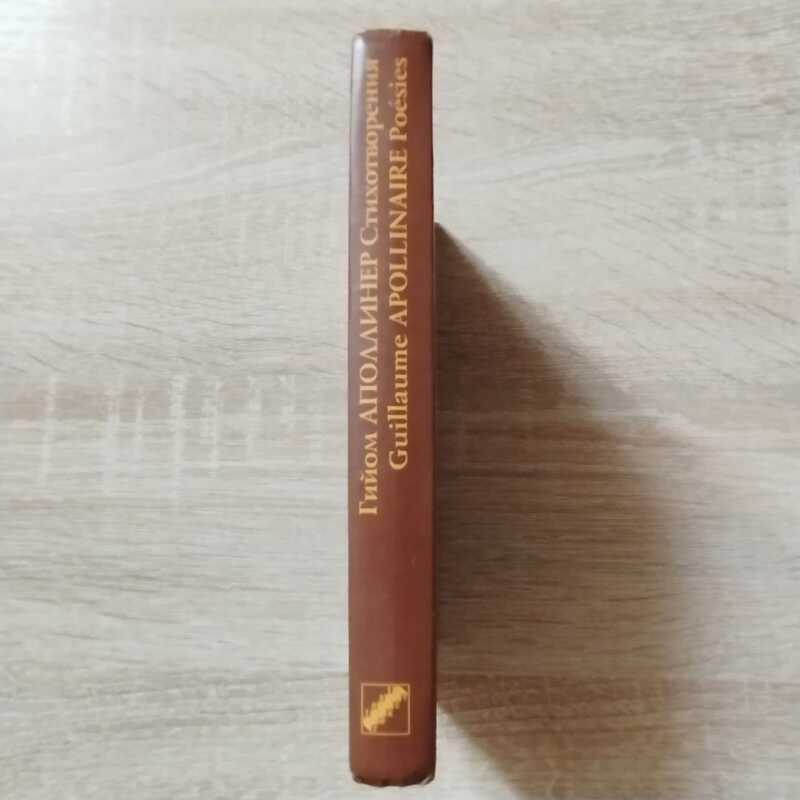 Гийом АПОЛЛИНЕР Стихотворения
Guillaume APOLLINAIRE Poésies